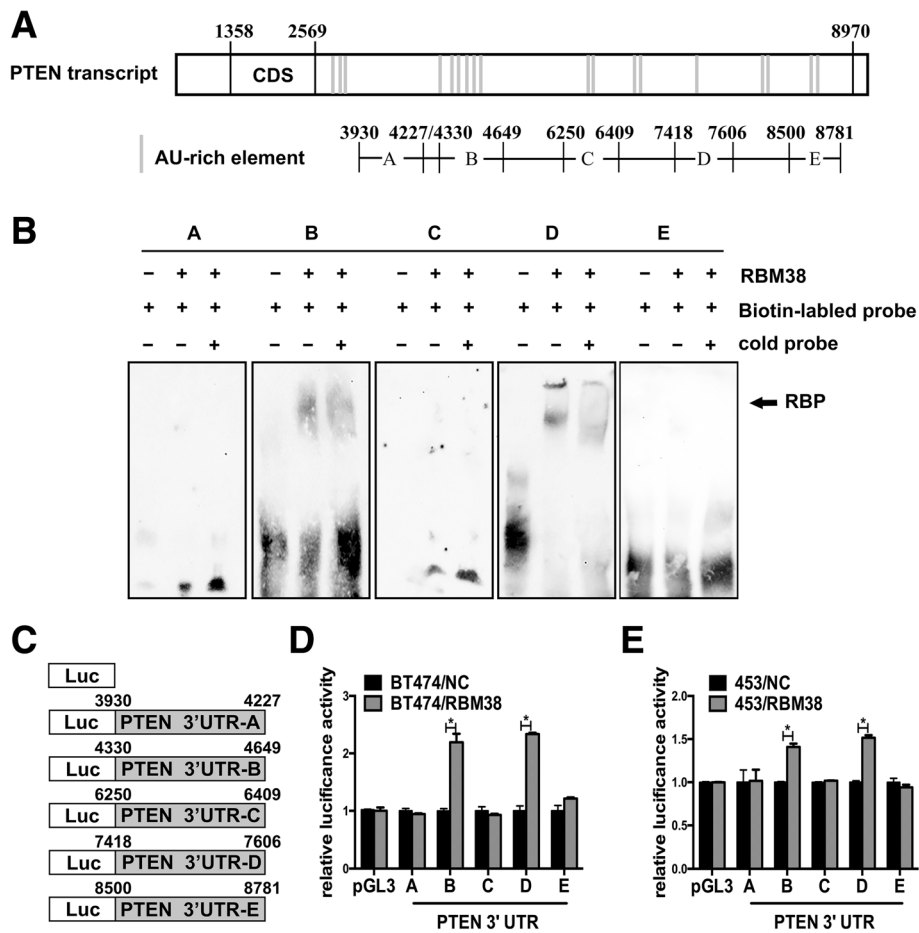 A
1358 2569 8970
PTEN transcript CDS
3930 4227/4330 4649 6250 6409 7418 7606 8500 8781
AU-rich element A B C D E
B
A B C D E
– + + – + + – + + – + + – + + RBM38
+ + + + + + + + + + + + + + + Biotin-labled probe
– – + – – + – – + – – + – – + cold probe
RBP
C
Luc
3930 4227
Luc PTEN 3'UTR-A
4330 4649
Luc PTEN 3'UTR-B
6250 6409
Luc PTEN 3'UTR-C
7418 7606
Luc PTEN 3'UTR-D
8500 8781
Luc PTEN 3'UTR-E
D
BT474/NC
BT474/RBM38
relative lucificance activity
3
2
1
0
* *
pGL3 A B C D E
PTEN 3' UTR
E
453/NC
453/RBM38
relative lucificance activity
2.0
1.5
1.0
0.5
0.0
* *
pGL3 A B C D E
PTEN 3' UTR